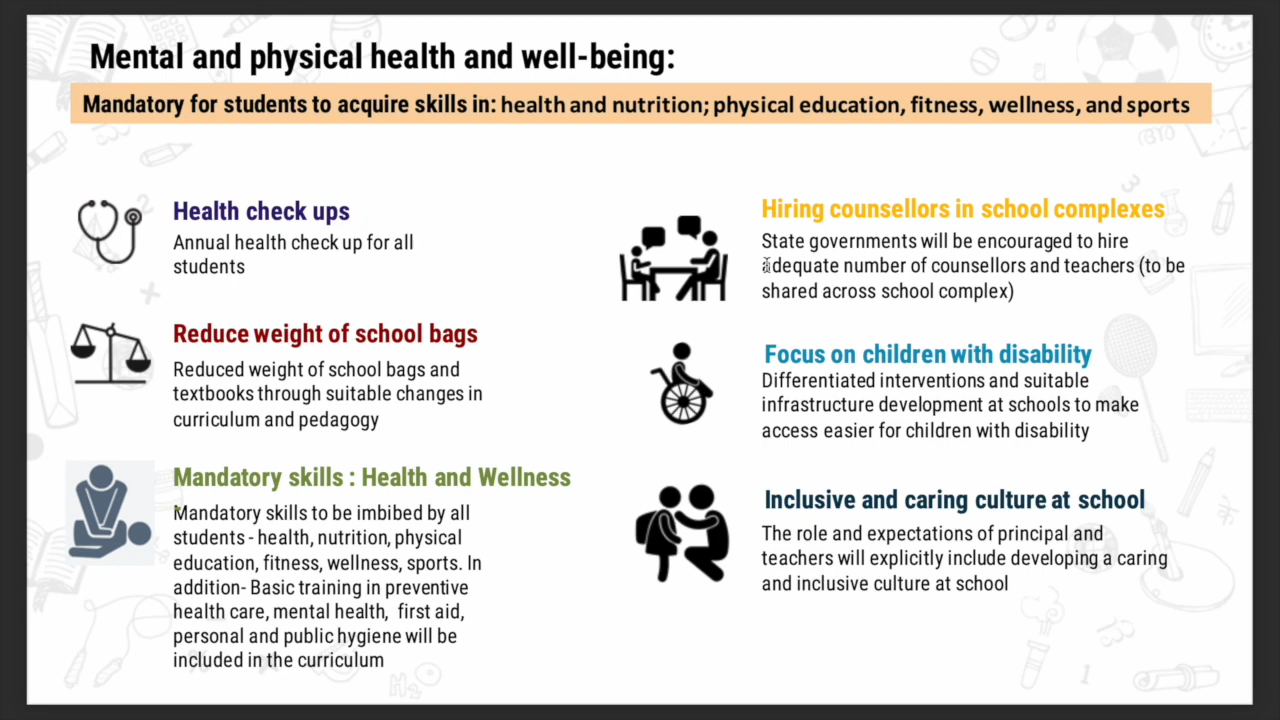 Mental and physical health and well-being:
Mandatory for students to acquire skills in: health and nutrition; physical education, fitness, wellness, and sports
Health check ups
Annual health check up for all
students
Reduce weight of school bags
Reduced weight of school bags and
textbooks through suitable changes in
curriculum and pedagogy
Mandatory skills : Health and Wellness
Mandatory skills to be imbibed by all
students - health, nutrition, physical
education, fitness, wellness, sports. In
addition- Basic training in preventive
health care, mental health, first aid,
personal and public hygiene will be
included in the curriculum
Hiring counsellors in school complexes
State governments will be encouraged to hire
adequate number of counsellors and teachers (to be
shared across school complex)
Focus on children with disability
Differentiated interventions and suitable
infrastructure development at schools to make
access easier for children with disability
Inclusive and caring culture at school
The role and expectations of principal and
teachers will explicitly include developing a caring
and inclusive culture at school
H₂O